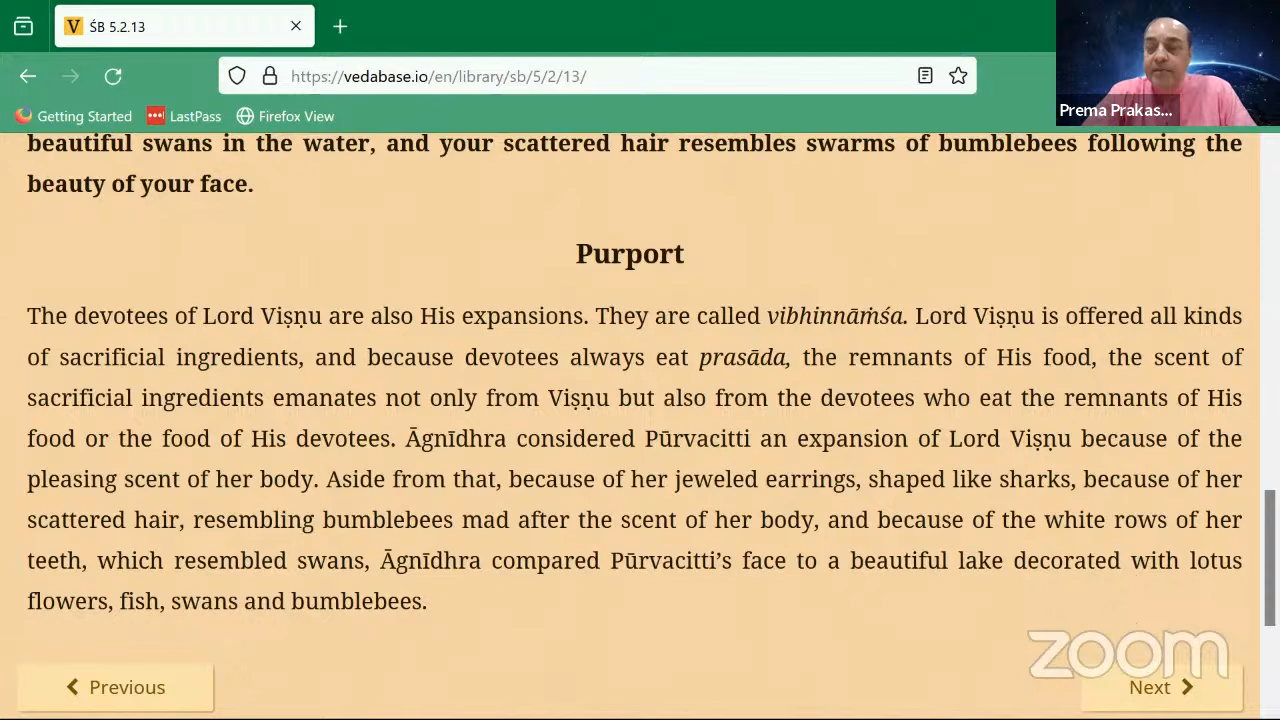 V ŚB 5.2.13
https://vedabase.io/en/library/sb/5/2/13/
Getting Started LastPass Firefox View
Prema Prakas...
beautiful swans in the water, and your scattered hair resembles swarms of bumblebees following the
beauty of your face.
Purport
The devotees of Lord Viṣṇu are also His expansions. They are called vibhinnāṁśa. Lord Viṣṇu is offered all kinds
of sacrificial ingredients, and because devotees always eat prasāda, the remnants of His food, the scent of
sacrificial ingredients emanates not only from Viṣṇu but also from the devotees who eat the remnants of His
food or the food of His devotees. Āgnīdhra considered Pūrvacitti an expansion of Lord Viṣṇu because of the
pleasing scent of her body. Aside from that, because of her jeweled earrings, shaped like sharks, because of her
scattered hair, resembling bumblebees mad after the scent of her body, and because of the white rows of her
teeth, which resembled swans, Āgnīdhra compared Pūrvacitti’s face to a beautiful lake decorated with lotus
flowers, fish, swans and bumblebees.
zoom
Previous Next